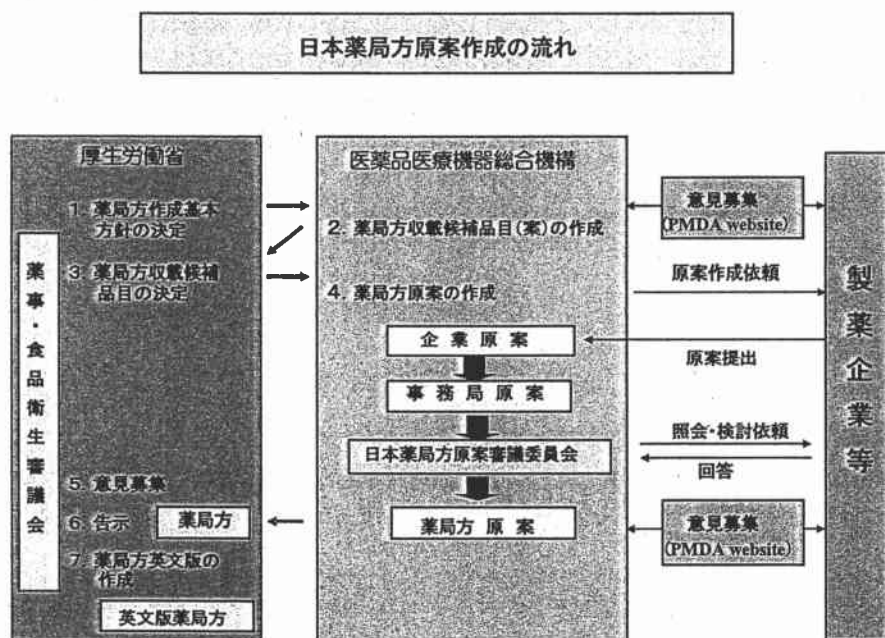 日本薬局方原案作成の流れ
厚生労働省
薬事・食品衛生審議会
1. 薬局方作成基本
方針の決定
3. 薬局方収載候補
品目の決定
5. 意見募集
6. 告示
薬局方
7. 薬局方英文版の
作成
英文版薬局方
医薬品医療機器総合機構
2. 薬局方収載候補品目(案)の作成
4. 薬局方原案の作成
企業原案
事務局原案
日本薬局方原案審議委員会
薬局方原案
意見募集
(PMDA website)
原案作成依頼
原案提出
照会・検討依頼
回答
意見募集
(PMDA website)
製薬企業等